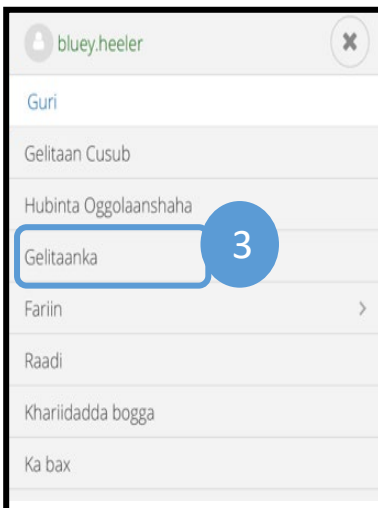 bluey.heeler
Guri
Gelitaan Cusub
Hubinta Oggolaanshaha
Gelitaanka
3
Fariin
Raadi
Khariidadda bogga
Ka bax